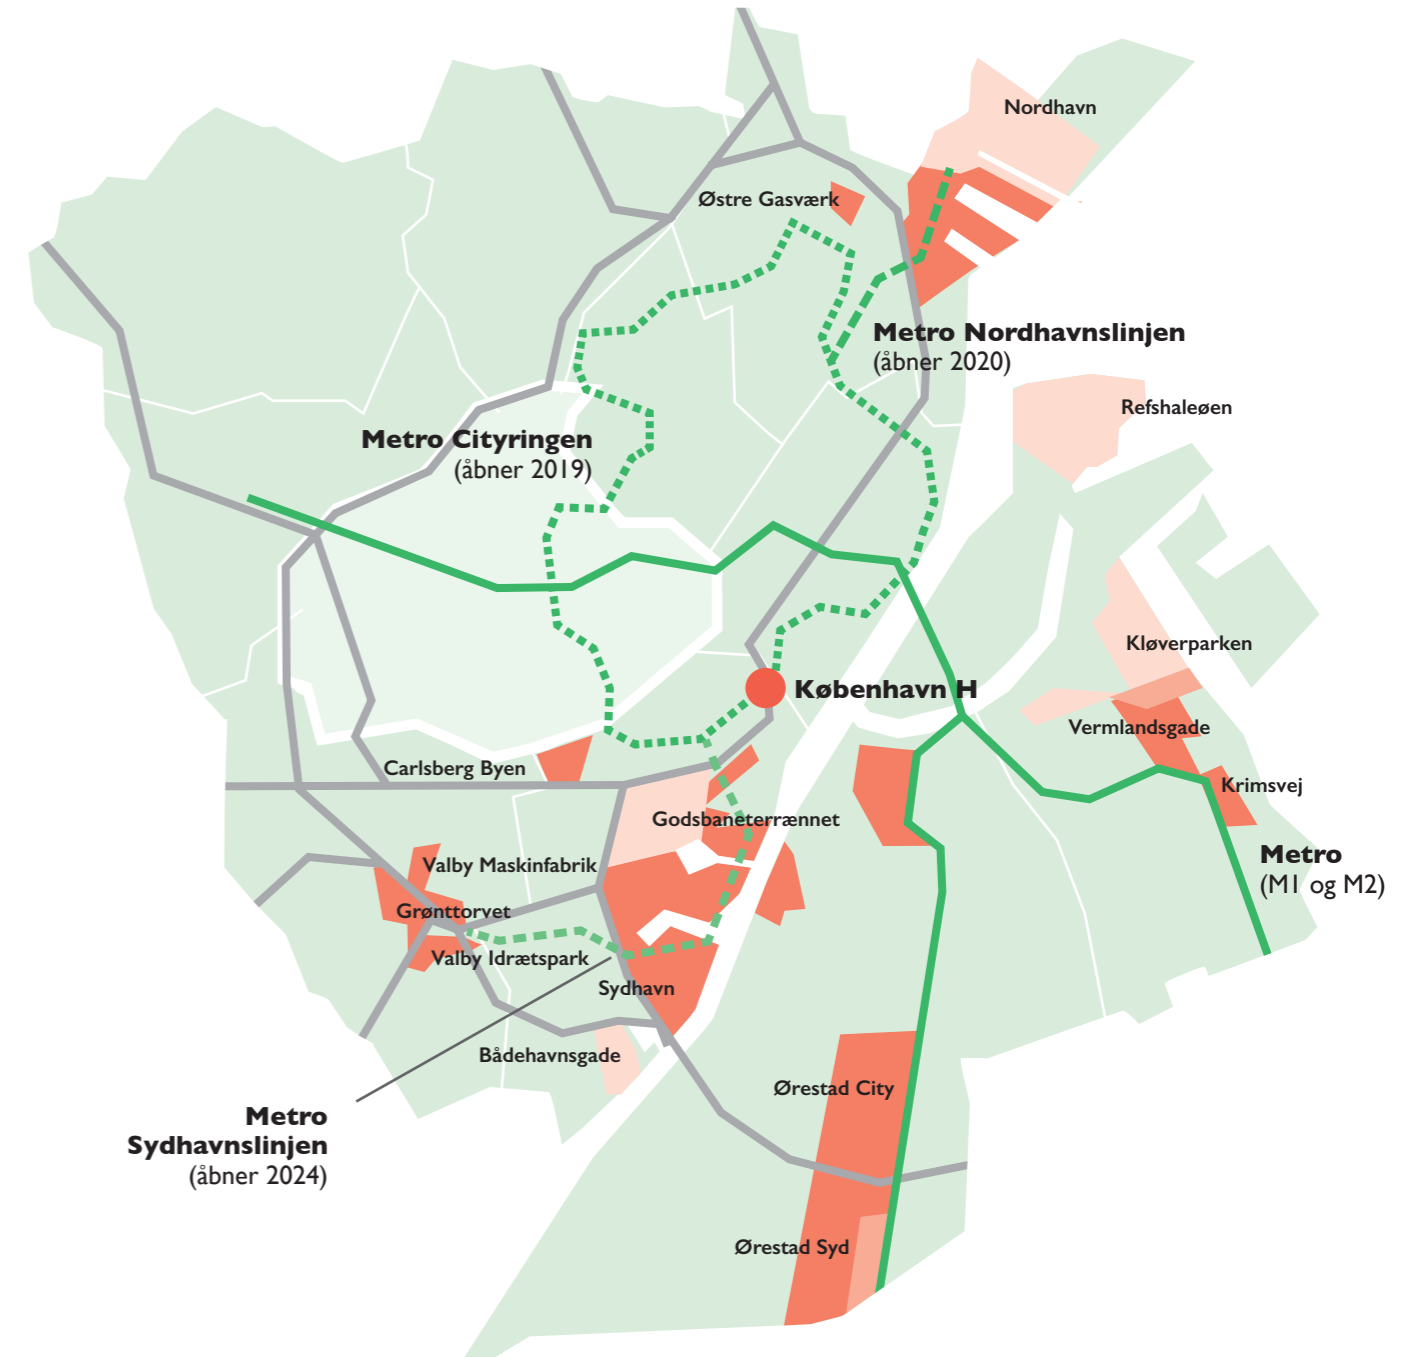 Nordhavn
Østre Gasværk
Metro Nordhavnslinjen
(åbner 2020)
Refshaleøen
Metro Cityringen
(åbner 2019)
Kløverparken
København H
Vermlandsgade
Carlsberg Byen
Krimsvej
Godsbaneterrænnet
Metro
(M1 og M2)
Valby Maskinfabrik
Grønttorvet
Valby Idrætspark
Sydhavn
Bådehavnsgade
Ørestad City
Metro
Sydhavnslinjen
(åbner 2024)
Ørestad Syd